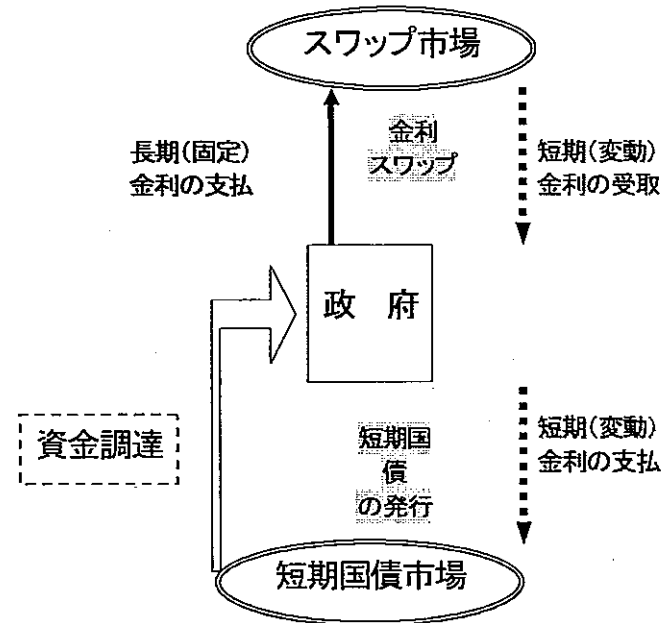 スワップ市場
長期(固定)
金利の支払
金利
スワップ
短期(変動)
金利の受取
政 府
資金調達
短期国
債
の発行
短期(変動)
金利の支払
短期国債市場